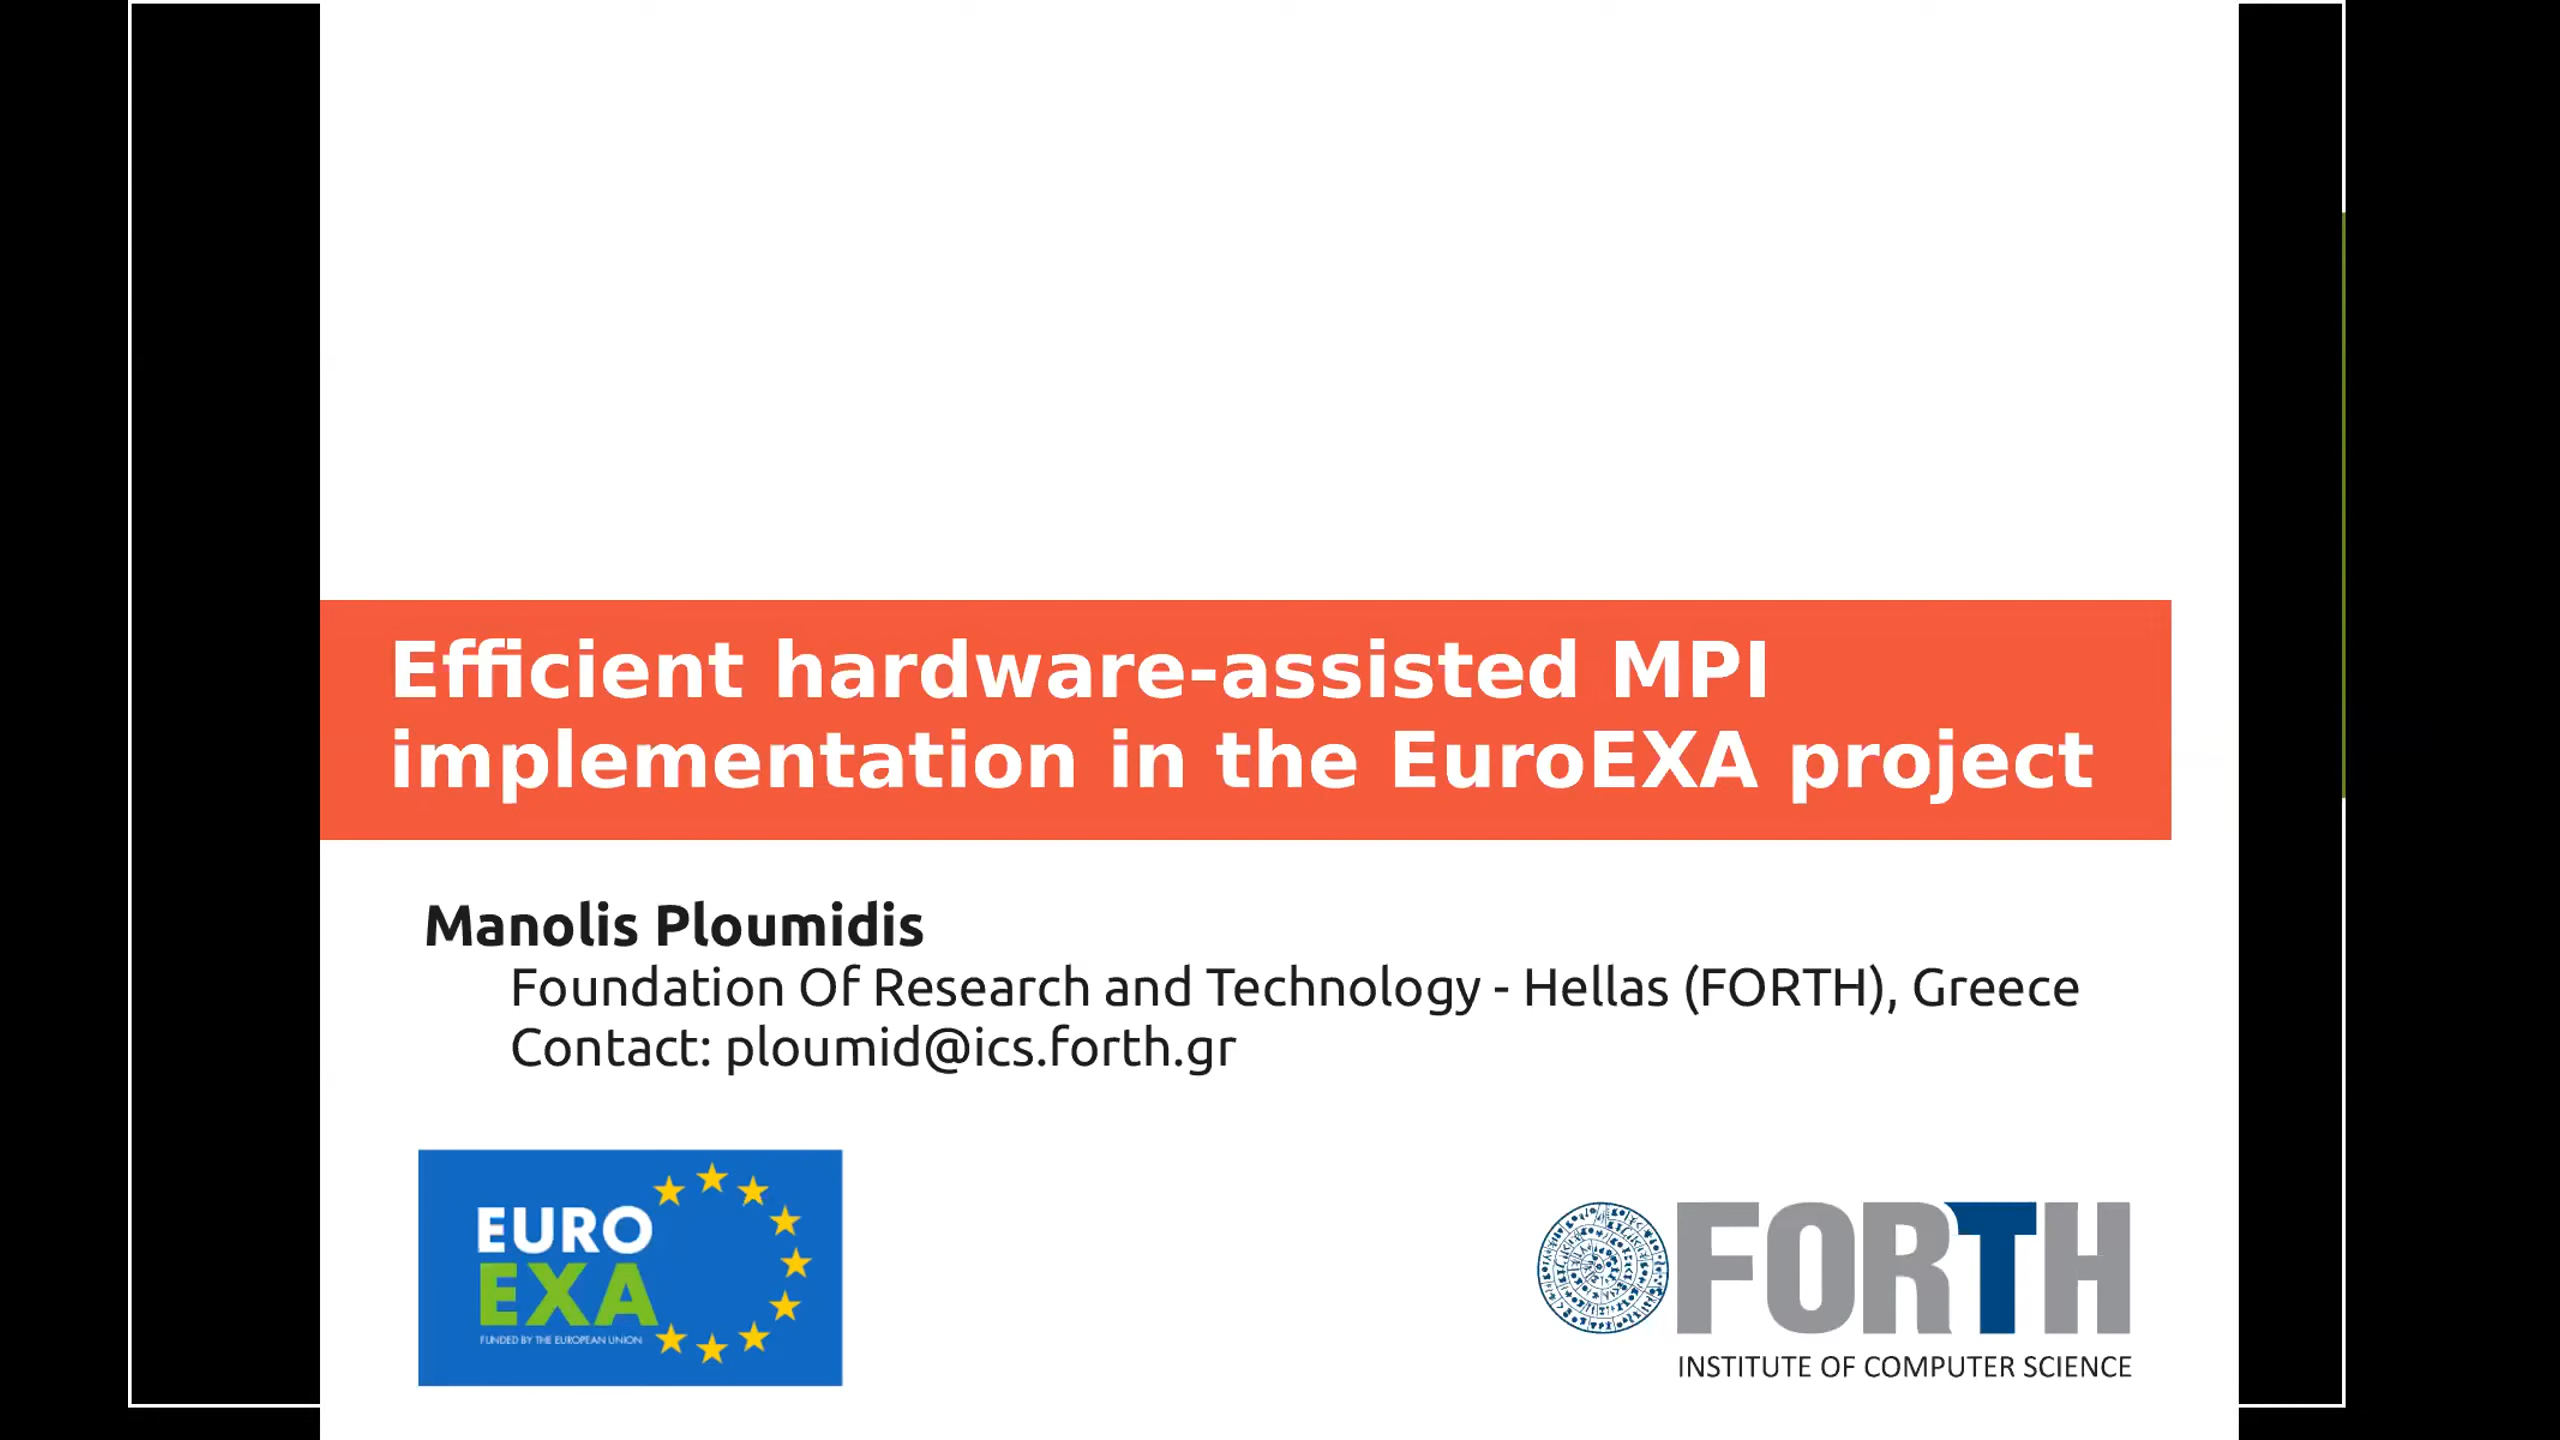 Efficient hardware-assisted MPI
implementation in the EuroEXA project
Manolis Ploumidis
Foundation Of Research and Technology - Hellas (FORTH), Greece
Contact: ploumid@ics.forth.gr
EURO
EXA
FUNDED BY THE EUROPEAN UNION
FORTH
INSTITUTE OF COMPUTER SCIENCE